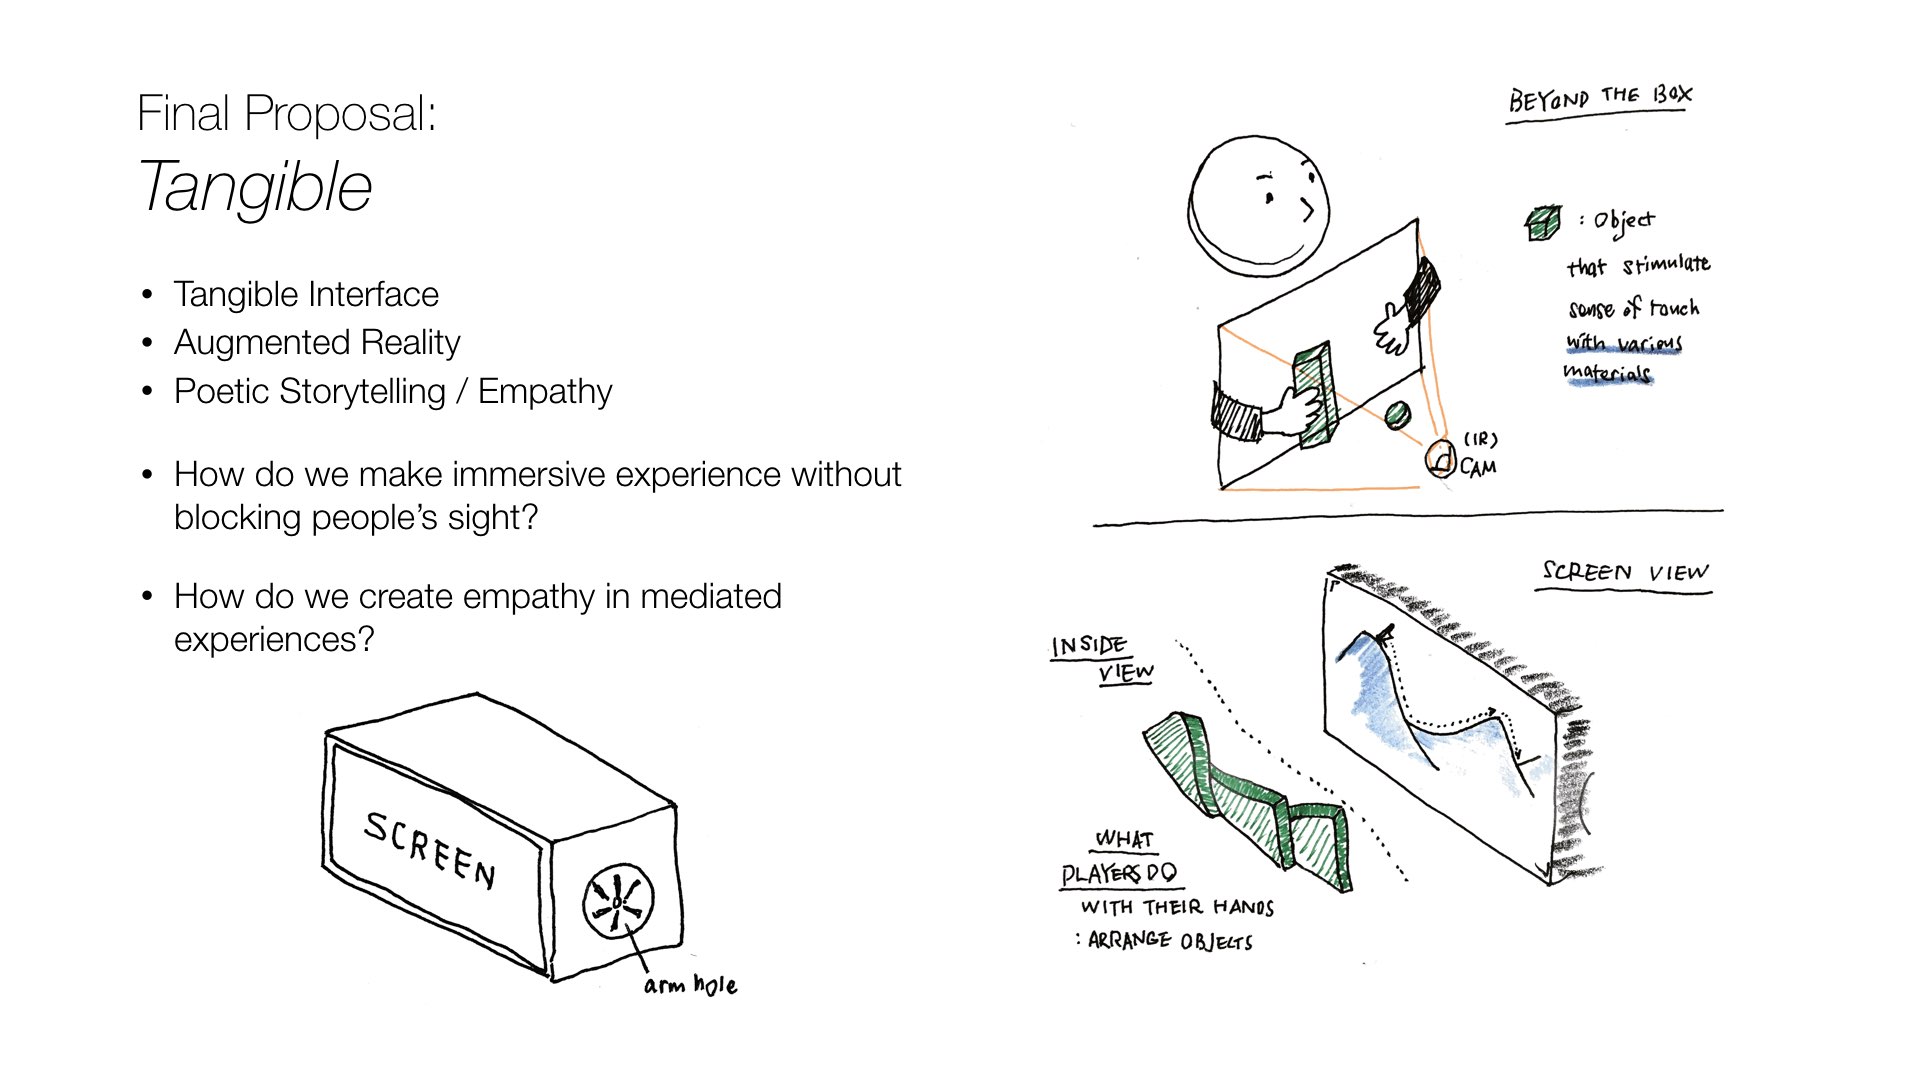 Final Proposal:
Tangible
• Tangible Interface
• Augmented Reality
• Poetic Storytelling / Empathy
• How do we make immersive experience without
blocking people’s sight?
• How do we create empathy in mediated
experiences?
SCREEN
arm hole
BEYOND THE BOX
: Object
that stimulate
sense of touch
with various
materials
(IR)
CAM
SCREEN VIEW
INSIDE
VIEW
WHAT
PLAYERS DO
WITH THEIR HANDS
: ARRANGE OBJECTS